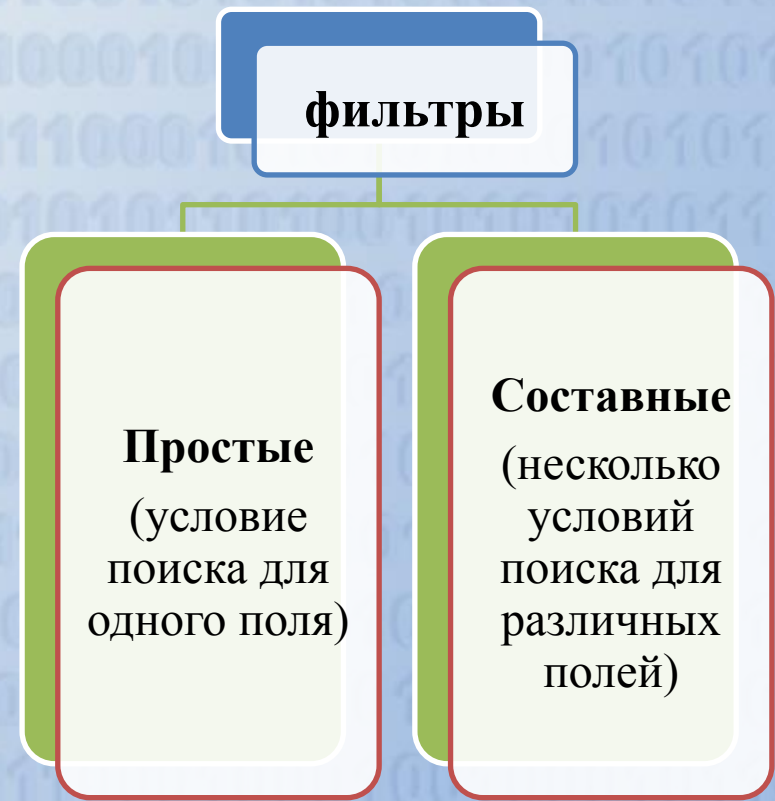 фильтры
Простые
(условие
поиска для
одного поля)
Составные
(несколько
условий
поиска для
различных
полей)